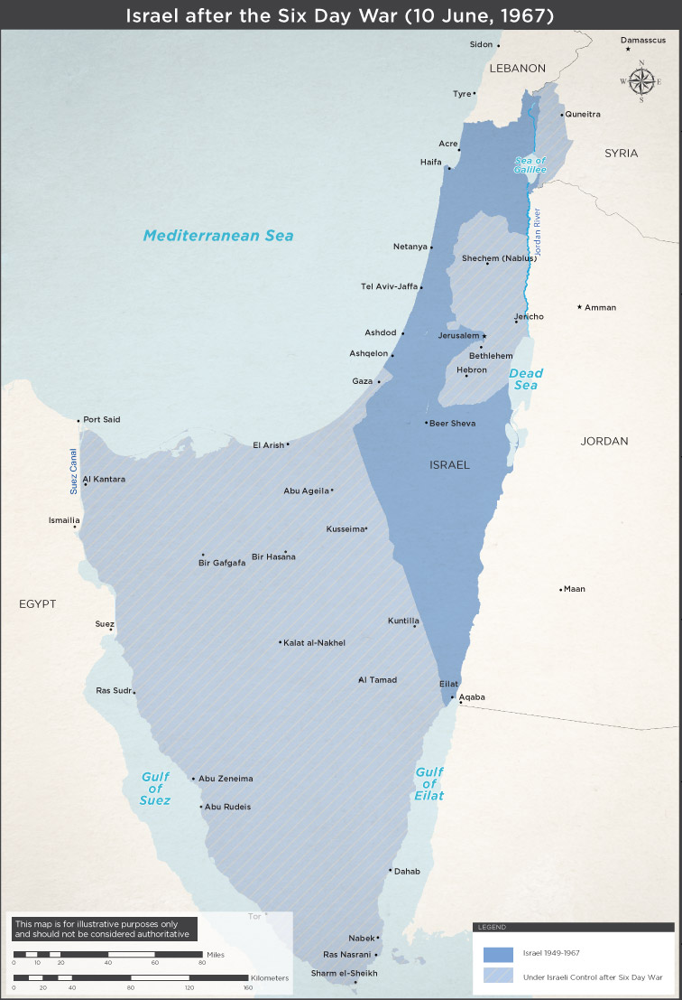 Israel after the Six Day War (10 June, 1967)
Damasscus
Sidon
LEBANON
N
W E
S
Tyre
Quneitra
Acre
SYRIA
Haifa
Sea of
Galilee
Jordan River
Mediterranean Sea
Netanya
Shechem (Nablus)
Tel Aviv-Jaffa
Amman
Jericho
Ashdod
Jerusalem
Ashqelon
Bethlehem
Hebron
Dead
Sea
Gaza
Port Said
Beer Sheva
El Arish
JORDAN
Suez Canal
ISRAEL
Al Kantara
Abu Ageila
Ismailia
Kusseima
Bir Hasana
Bir Gafgafa
Maan
EGYPT
Suez
Kuntilla
Kalat al-Nakhel
Al Tamad
Eilat
Ras Sudr
Aqaba
Gulf
of
Suez
Abu Zeneima
Gulf
of
Eilat
Abu Rudeis
Dahab
Tor
This map is for illustrative purposes only
and should not be considered authoritative
Nabek
Ras Nasrani
Sharm el-Sheikh
Miles
0 10 20 40 60 80
Kilometers
0 20 40 80 120 160
LEGEND
Israel 1949-1967
Under Israeli Control after Six Day War